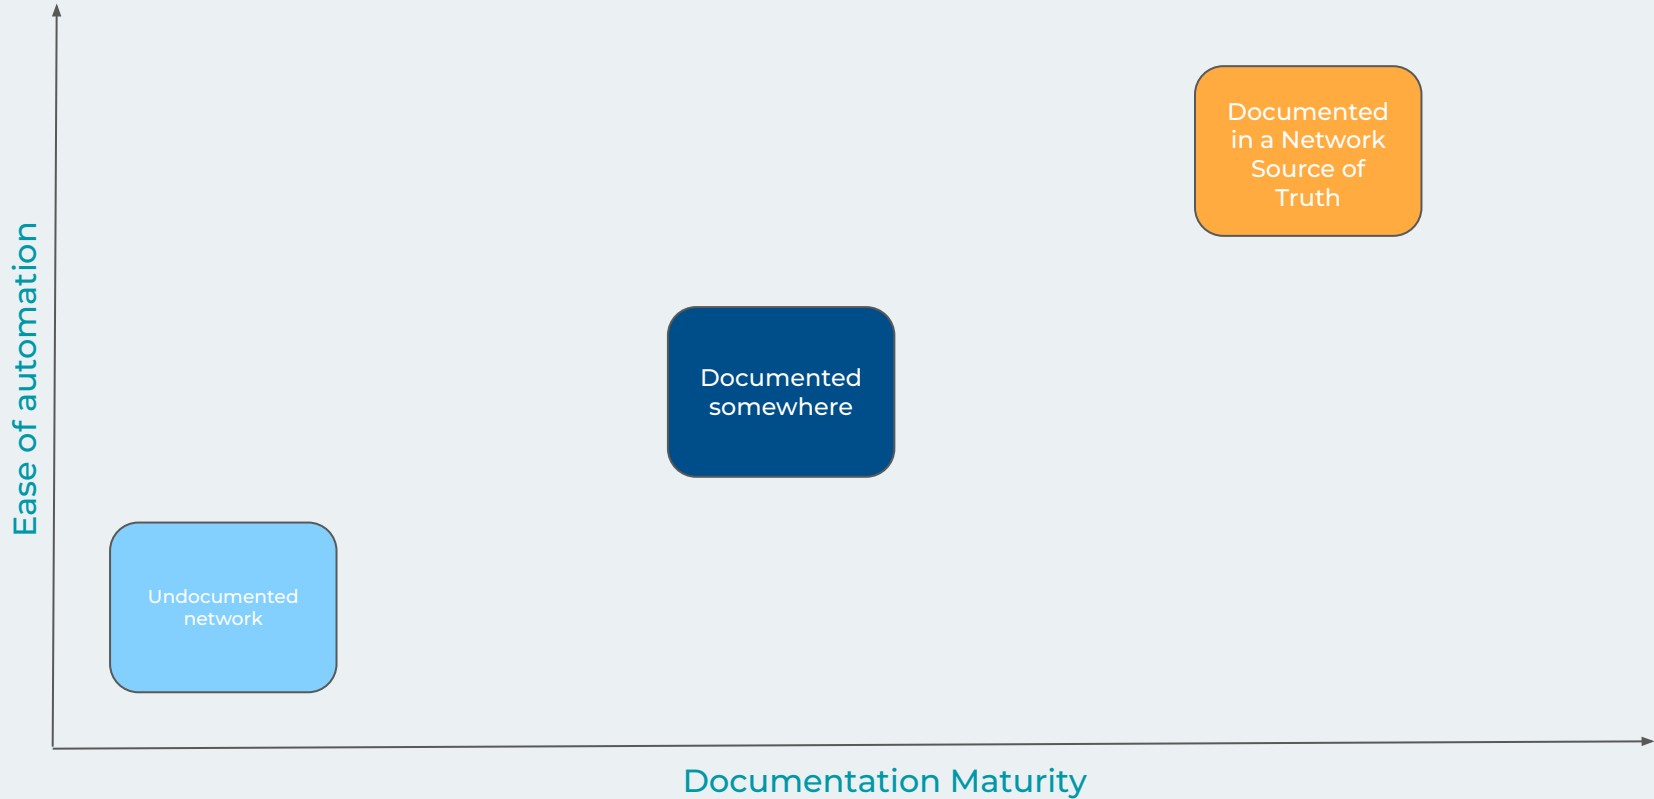 Documented
in a Network
Source of
Truth
Ease of automation
Documented
somewhere
Undocumented
network
Documentation Maturity